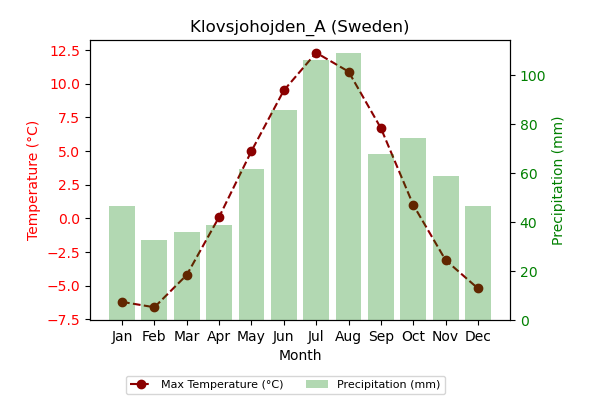 Klovsjohojden_A (Sweden)
12.5
10.0
7.5
5.0
2.5
0.0
−2.5
−5.0
−7.5
Temperature (°C)
100
80
60
40
20
0
Precipitation (mm)
Jan Feb Mar Apr May Jun Jul Aug Sep Oct Nov Dec
Month
Max Temperature (°C) Precipitation (mm)